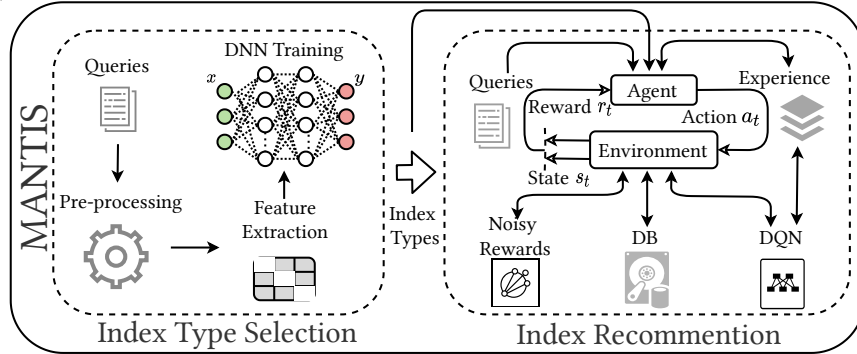 MANTIS
DNN Training
Queries
x
y
Pre-processing
Feature
Extraction
Index Type Selection
Index
Types
Queries
Agent
Experience
Reward r_t
Action a_t
Environment
State s_t
Noisy
Rewards
DB
DQN
Index Recommention